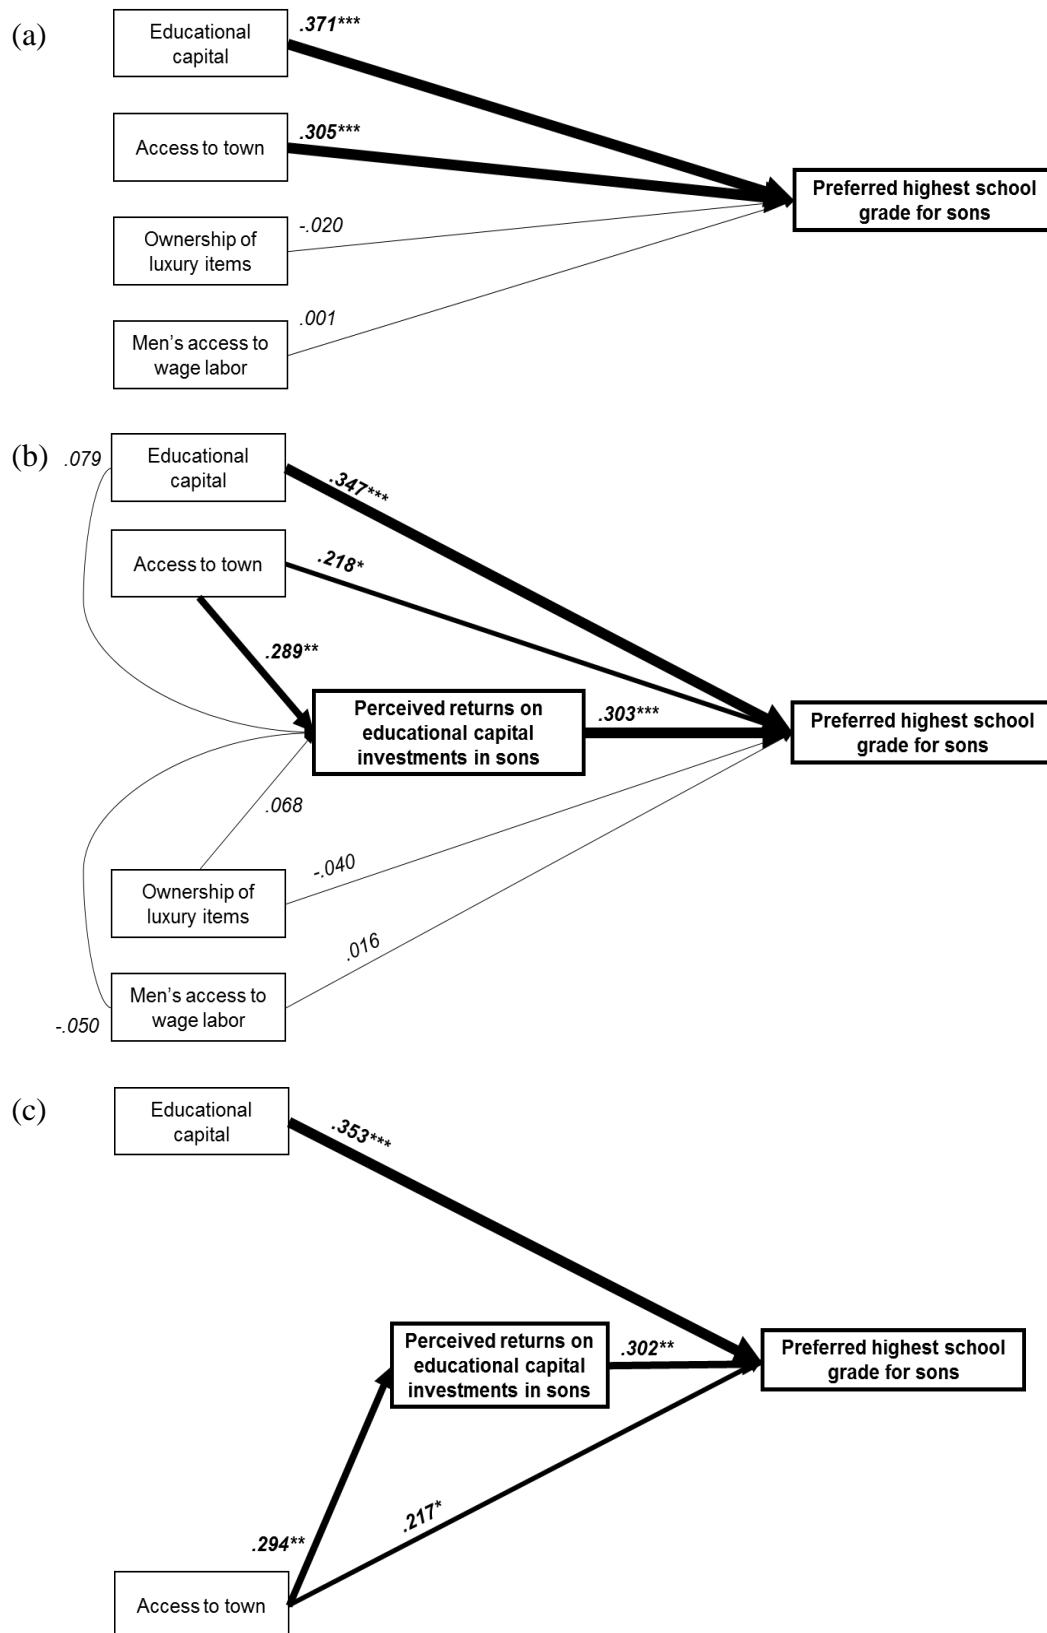 (a)
Educational
capital
.371***
Access to town
.305***
Preferred highest school
grade for sons
Ownership of
luxury items
-.020
Men's access to
wage labor
.001
(b)
.079
Educational
capital
.347***
Access to town
.218*
.289**
Perceived returns on
educational capital
investments in sons
.303***
Preferred highest school
grade for sons
.068
Ownership of
luxury items
-.040
.016
Men's access to
wage labor
-.050
(c)
Educational
capital
.353***
Perceived returns on
educational capital
investments in sons
.302**
Preferred highest school
grade for sons
.217*
.294**
Access to town